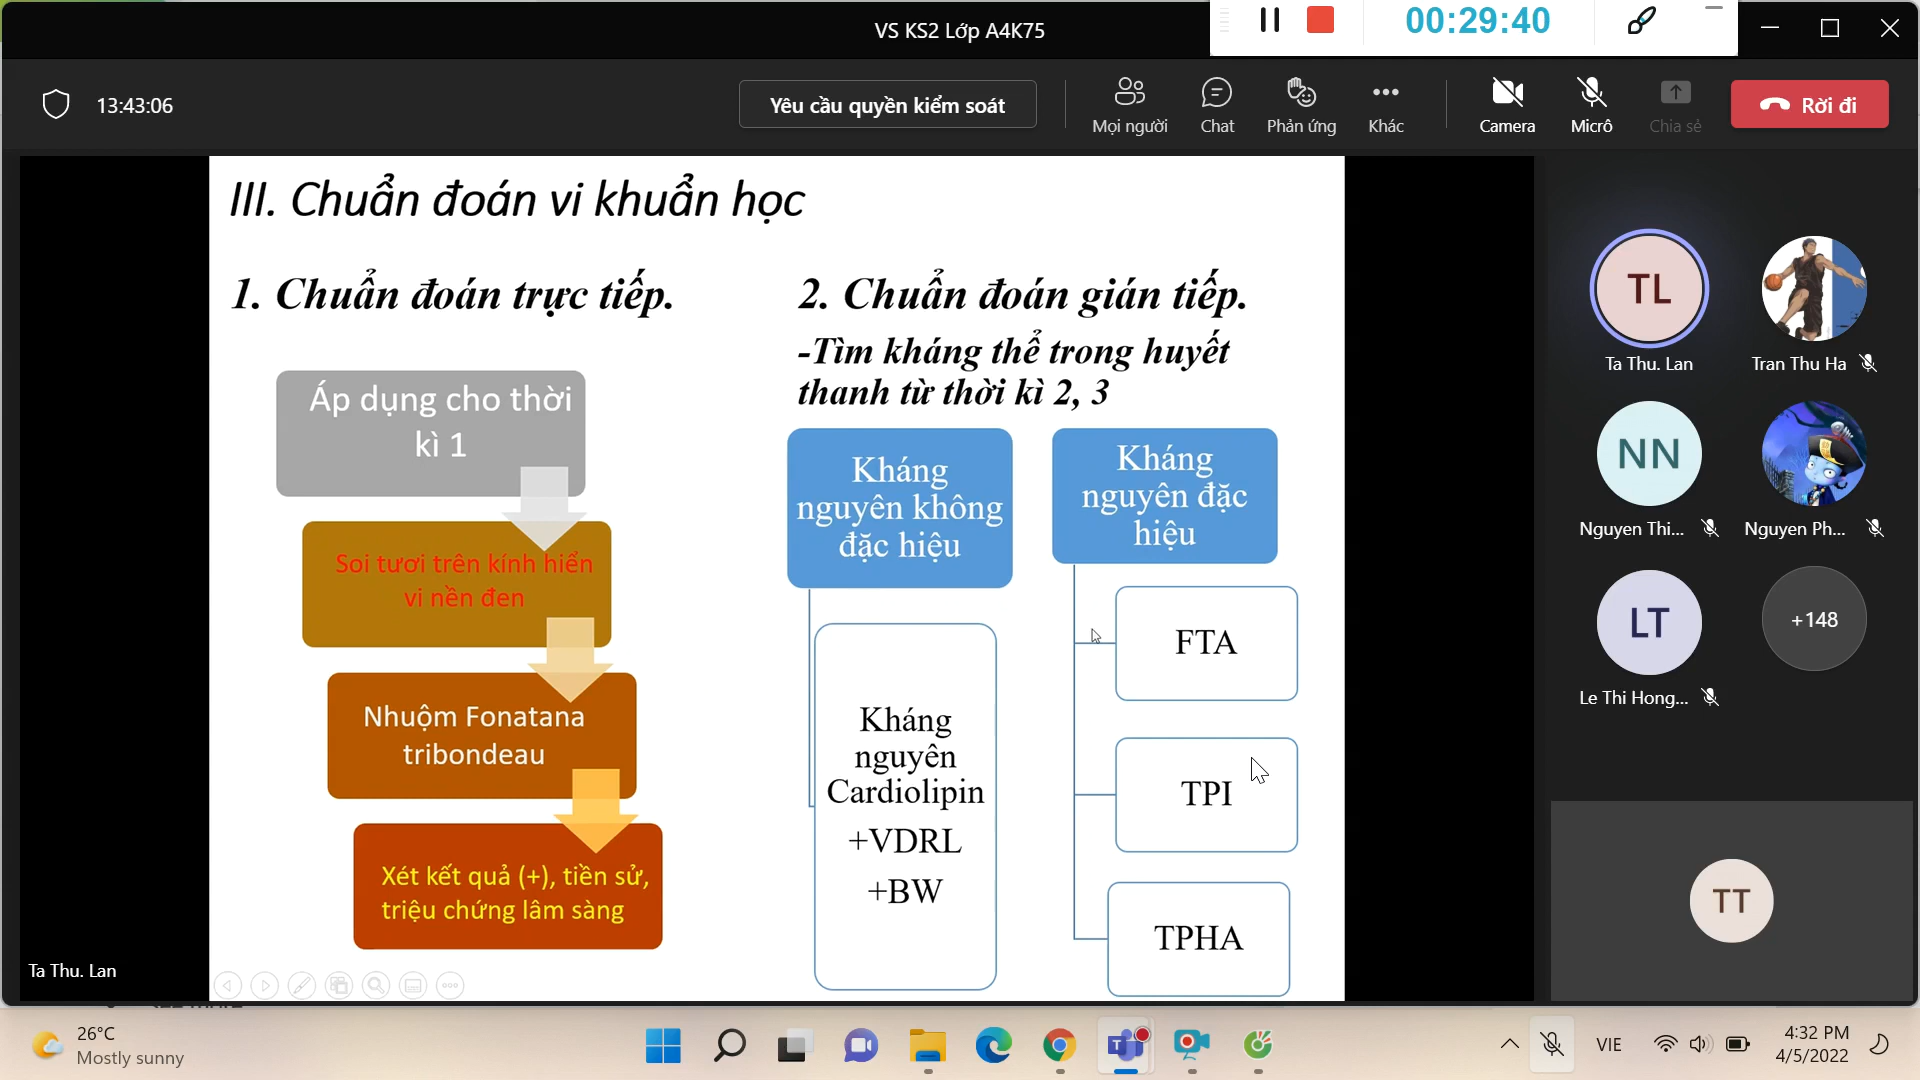 VS KS2 Lớp A4K75
00:29:40
13:43:06
Yêu cầu quyền kiểm soát
Mọi người
Chat
Phản ứng
Khác
Camera
Micrô
Chia sẻ
Rời đi
III. Chuẩn đoán vi khuẩn học
1. Chuẩn đoán trực tiếp.
Áp dụng cho thời
kì 1
Soi tươi trên kính hiển
vi nền đen
Nhuộm Fonatana
tribondeau
Xét kết quả (+), tiền sử,
triệu chứng lâm sàng
2. Chuẩn đoán gián tiếp.
-Tìm kháng thể trong huyết
thanh từ thời kì 2, 3
Kháng
nguyên không
đặc hiệu
Kháng
nguyên
Cardiolipin
+VDRL
+BW
Kháng
nguyên đặc
hiệu
FTA
TPI
TPHA
Ta Thu. Lan
TL
Ta Thu. Lan
Tran Thu Ha
NN
Nguyen Thi...
Nguyen Ph...
LT
Le Thi Hong...
+148
TT
26°C
Mostly sunny
VIE
4:32 PM
4/5/2022